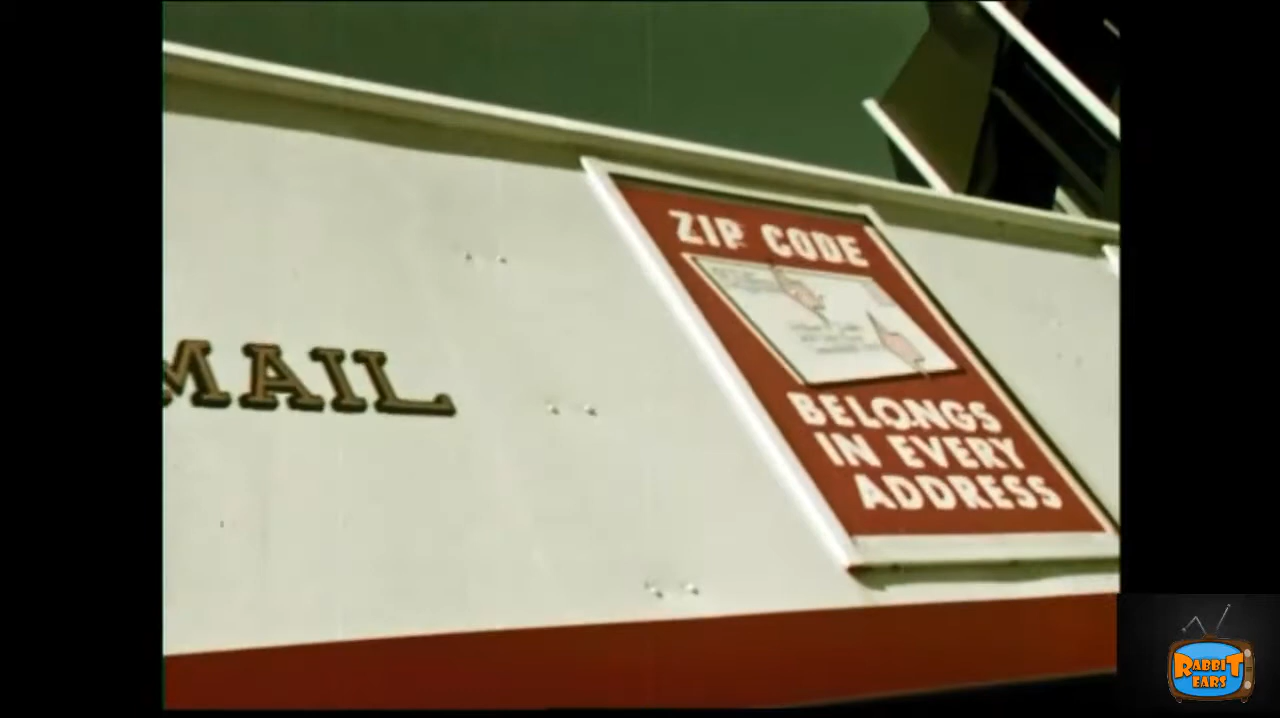 ZIP CODE
MAIL
BELONGS
IN EVERY
ADDRESS
RABBIT
EARS